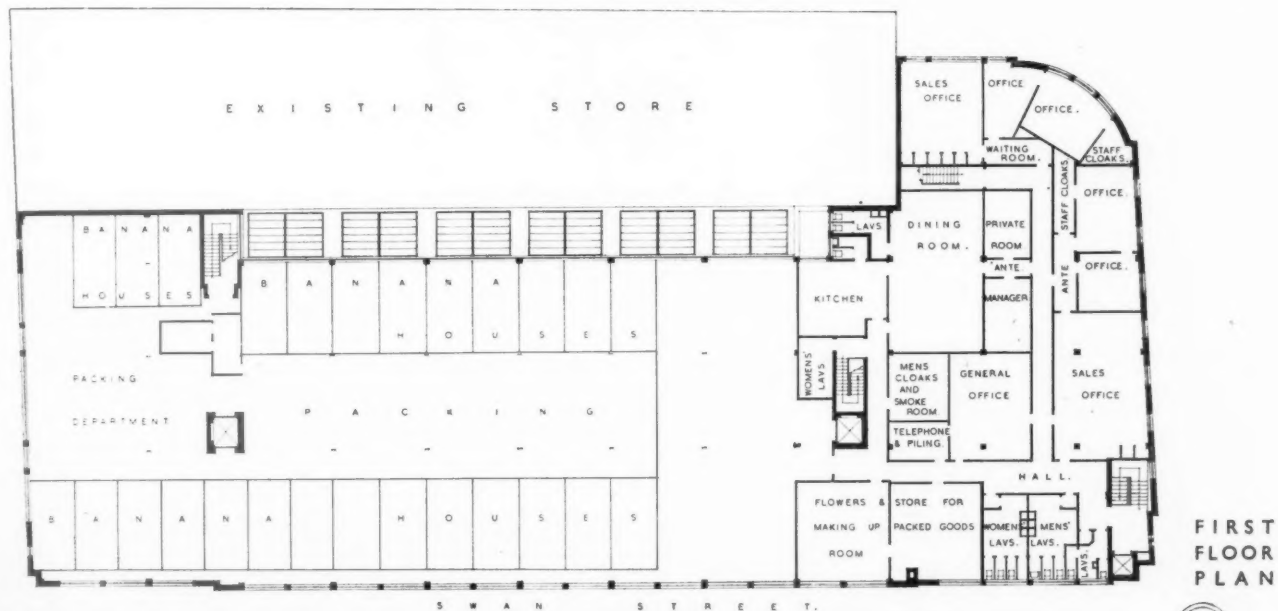 EXISTING STORE
SALES
OFFICE
OFFICE
OFFICE.
WAITING
ROOM.
STAFF
CLOAKS.
STAFF CLOAKS
OFFICE.
BANANA
HOUSES
LAVS
DINING
ROOM.
PRIVATE
ROOM
ANTE
MANAGER
ANTE
OFFICE.
BANANA
HOUSES
KITCHEN
WOMENS'
LAVS
PACKING
DEPARTMENT
PACKING
MENS
CLOAKS
AND
SMOKE
ROOM
GENERAL
OFFICE
SALES
OFFICE
TELEPHONE
& PILING.
HALL.
BANANA HOUSES
FLOWERS &
MAKING UP
ROOM
STORE FOR
PACKED GOODS
WOMENS'
LAVS.
MENS'
LAVS.
LAVS.
FIRST
FLOOR
PLAN
SWAN STREET.